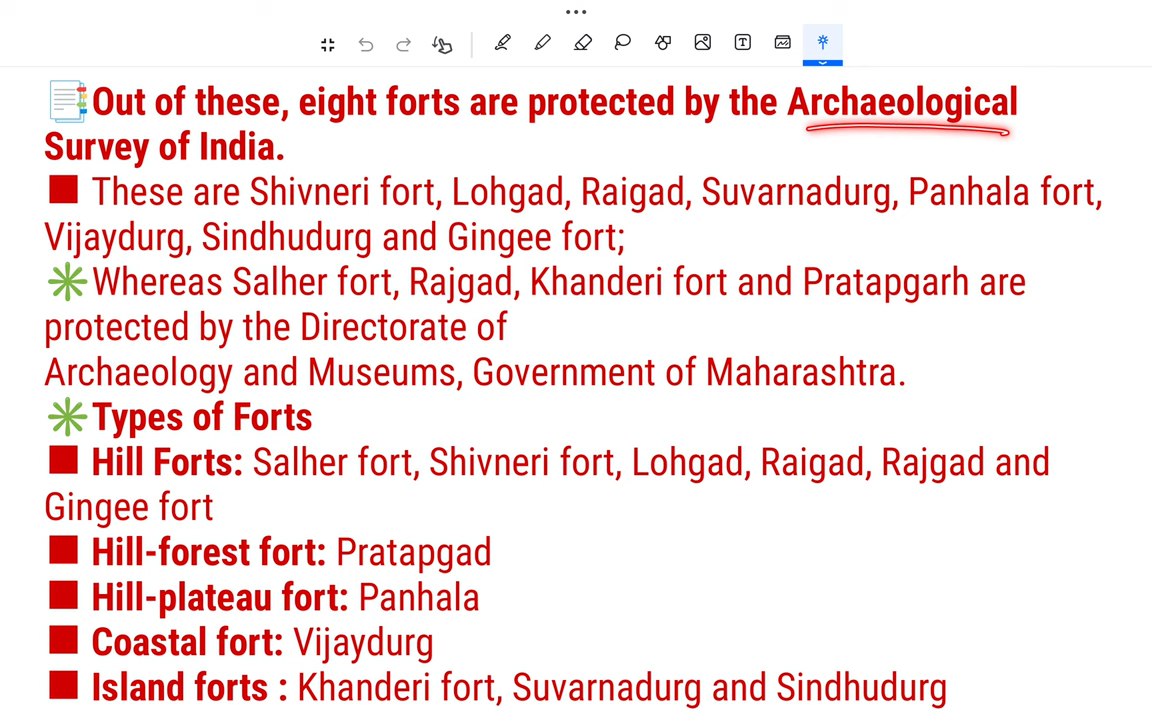 Out of these, eight forts are protected by the Archaeological
Survey of India.
These are Shivneri fort, Lohgad, Raigad, Suvarnadurg, Panhala fort,
Vijaydurg, Sindhudurg and Gingee fort;
Whereas Salher fort, Rajgad, Khanderi fort and Pratapgarh are
protected by the Directorate of
Archaeology and Museums, Government of Maharashtra.
Types of Forts
Hill Forts: Salher fort, Shivneri fort, Lohgad, Raigad, Rajgad and
Gingee fort
Hill-forest fort: Pratapgad
Hill-plateau fort: Panhala
Coastal fort: Vijaydurg
Island forts : Khanderi fort, Suvarnadurg and Sindhudurg